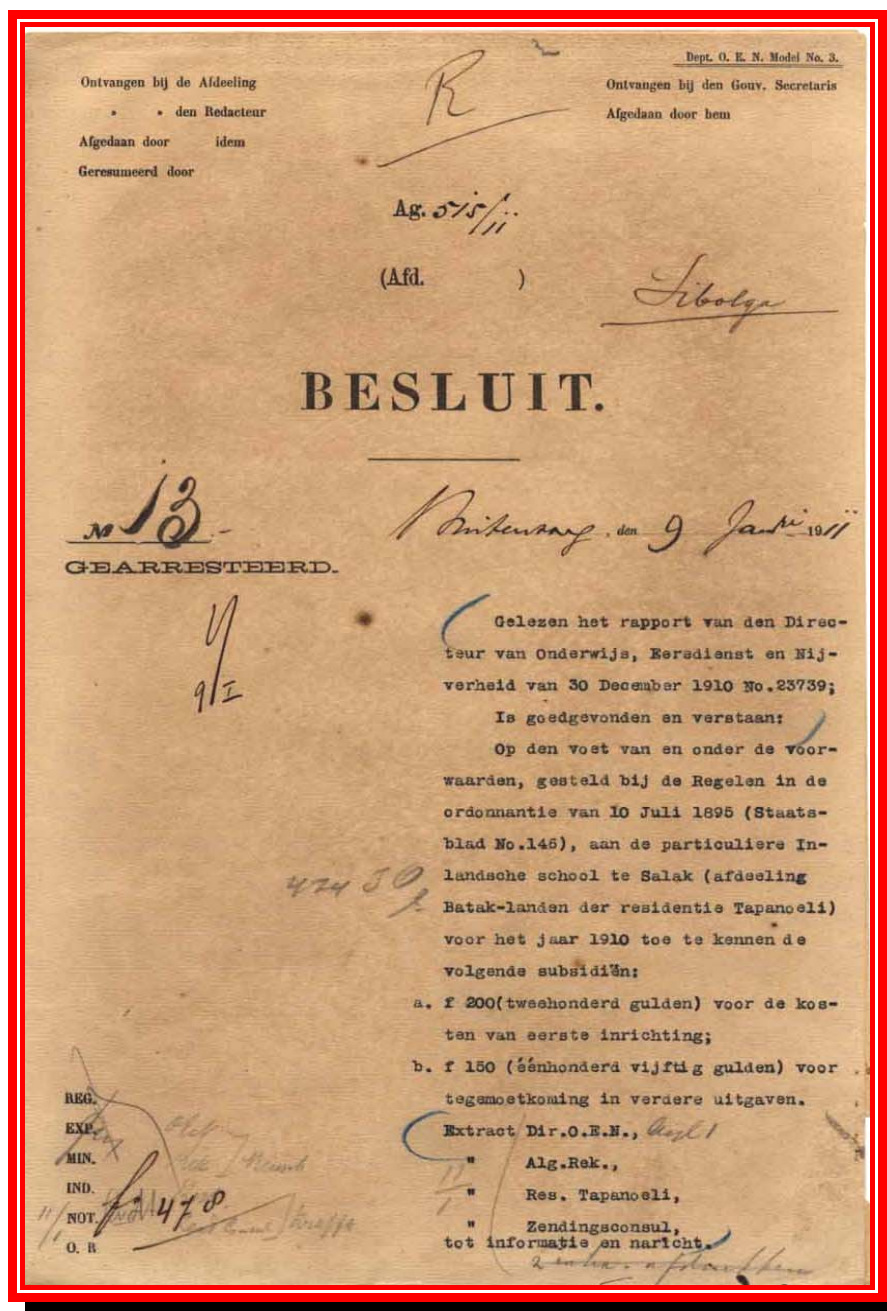 Dept. O. E. N. Model No. 3.
Ontvangen bij de Afdeeling
" " den Redacteur
Afgedaan door idem
Geresumeerd door
R
Ontvangen bij den Gouv. Secretaris
Afgedaan door hem
Ag. 515/11
(Afd. )
Sibolga
BESLUIT.
No 13.-
GEARRESTEERD.
Buitenzorg, den 9 Januari 1911
9/I
Gelezen het rapport van den Direc-
teur van Onderwijs, Eeredienst en Nij-
verheid van 30 December 1910 No.23739;
Is goedgevonden en verstaan:
Op den voet van en onder de voor-
waarden, gesteld bij de Regelen in de
ordonnantie van 10 Juli 1895 (Staats-
blad No.146), aan de particuliere In-
landsche school te Salak (afdeeling
Batak-landen der residentie Tapanoeli)
voor het jaar 1910 toe te kennen de
volgende subsidiën:
a. f 200(tweehonderd gulden) voor de kos-
ten van eerste inrichting;
b. f 150 (éénhonderd vijftig gulden) voor
tegemoetkoming in verdere uitgaven.
Extract Dir.O.E.N.,
" Alg.Rek.,
" Res. Tapanoeli,
" Zendingsconsul,
tot informatie en naricht.
REG.
EXP.
MIN.
IND.
NOT.
O. R
478